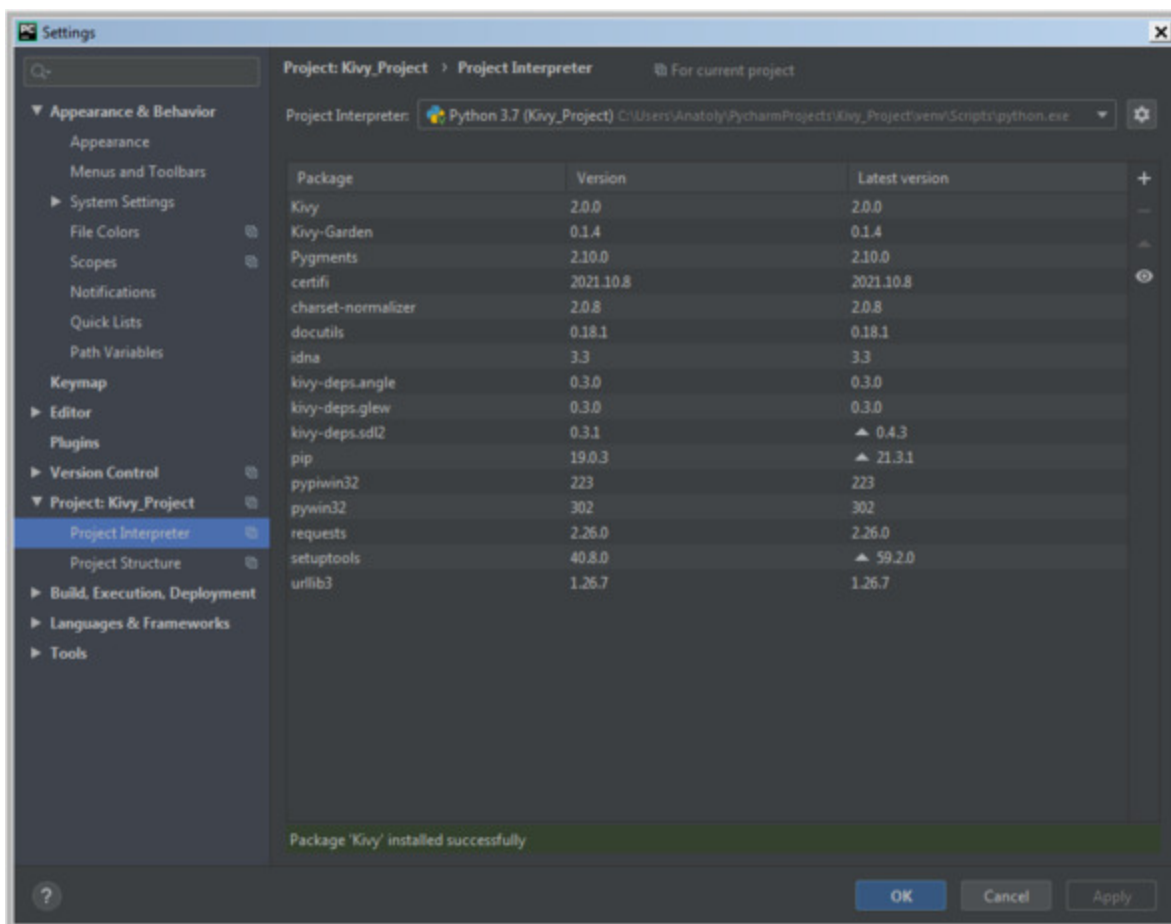 Settings
Project: Kivy_Project › Project Interpreter For current project
Project Interpreter: Python 3.7 (Kivy_Project) C:\Users\Anatoly\PycharmProjects\Kivy_Project\venv\Scripts\python.exe
Appearance & Behavior
Appearance
Menus and Toolbars
System Settings
File Colors
Scopes
Notifications
Quick Lists
Path Variables
Keymap
Editor
Plugins
Version Control
Project: Kivy_Project
Project Interpreter
Project Structure
Build, Execution, Deployment
Languages & Frameworks
Tools
Package Version Latest version
Kivy 2.0.0 2.0.0
Kivy-Garden 0.1.4 0.1.4
Pygments 2.10.0 2.10.0
certifi 2021.10.8 2021.10.8
charset-normalizer 2.0.8 2.0.8
docutils 0.18.1 0.18.1
idna 3.3 3.3
kivy-deps.angle 0.3.0 0.3.0
kivy-deps.glew 0.3.0 0.3.0
kivy-deps.sdl2 0.3.1 ▲ 0.4.3
pip 19.0.3 ▲ 21.3.1
pypiwin32 223 223
pywin32 302 302
requests 2.26.0 2.26.0
setuptools 40.8.0 ▲ 59.2.0
urllib3 1.26.7 1.26.7
Package 'Kivy' installed successfully
? OK Cancel Apply